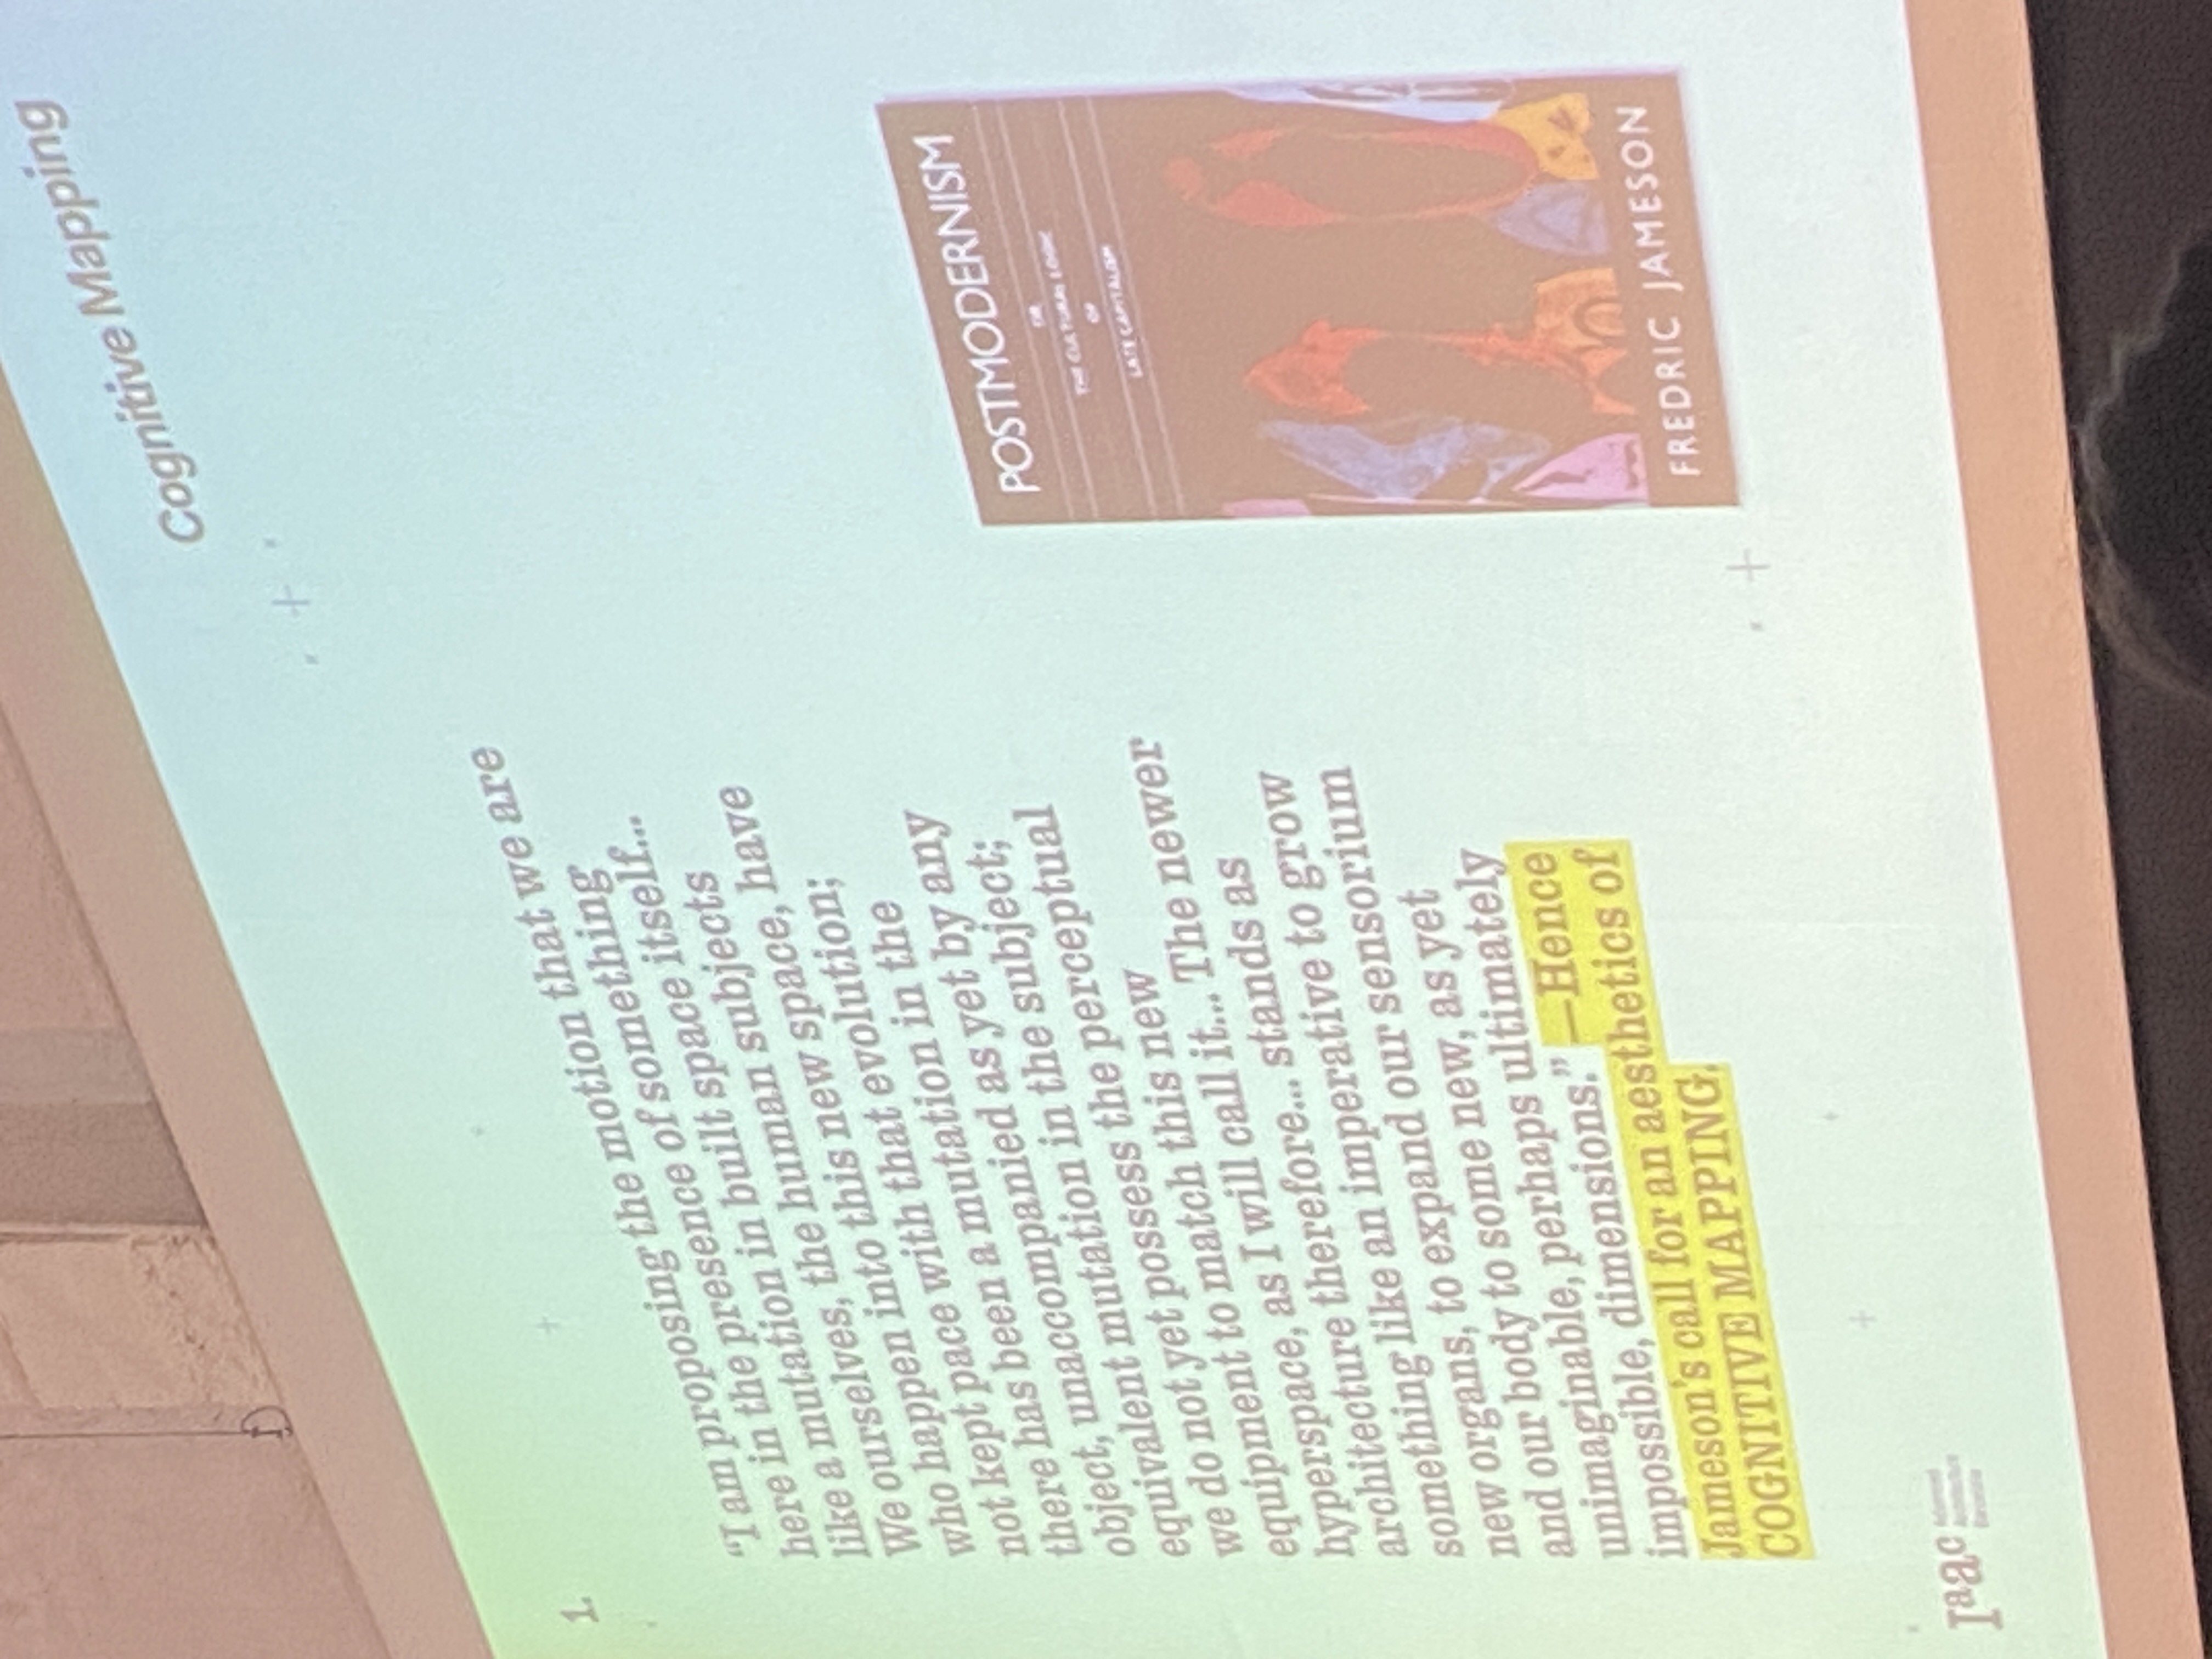 Cognitive Mapping
1.
“I am proposing the motion that we are
here in the presence of something
like a mutation in built space itself...
We ourselves, the human subjects
who happen into this new space, have
not kept pace with that evolution;
there has been a mutation in the
object, unaccompanied as yet by any
equivalent mutation in the subject;
we do not yet possess the perceptual
equipment to match this new
hyperspace, as I will call it... The newer
architecture therefore... stands as
something like an imperative to grow
new organs, to expand our sensorium
and our body to some new, as yet
unimaginable, perhaps ultimately
impossible, dimensions.” —Hence
Jameson's call for an aesthetics of
COGNITIVE MAPPING.
POSTMODERNISM
OR,
THE CULTURAL LOGIC
OF
LATE CAPITALISM
FREDRIC JAMESON
Iaac
Advanced
Architecture
Barcelona